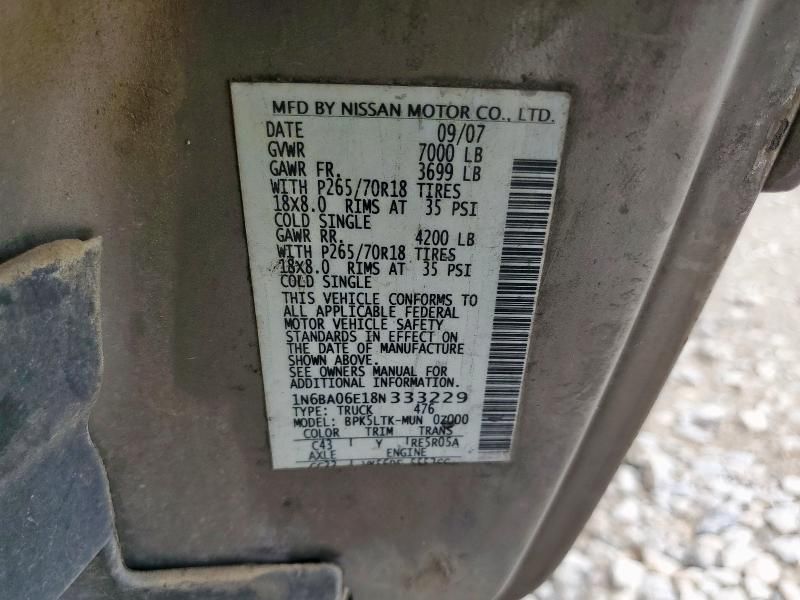 MFD BY NISSAN MOTOR CO., LTD.
DATE 09/07
GVWR 7000 LB
GAWR FR. 3699 LB
WITH P265/70R18 TIRES
18X8.0 RIMS AT 35 PSI
COLD SINGLE
GAWR RR. 4200 LB
WITH P265/70R18 TIRES
18X8.0 RIMS AT 35 PSI
COLD SINGLE
THIS VEHICLE CONFORMS TO
ALL APPLICABLE FEDERAL
MOTOR VEHICLE SAFETY
STANDARDS IN EFFECT ON
THE DATE OF MANUFACTURE
SHOWN ABOVE.
SEE OWNERS MANUAL FOR
ADDITIONAL INFORMATION.
1N6BA06E18N333229
TYPE: TRUCK 476
MODEL: BPK5LTK-MUN 0Z000
COLOR TRIM TRANS
C43 Y RE5R05A
AXLE ENGINE